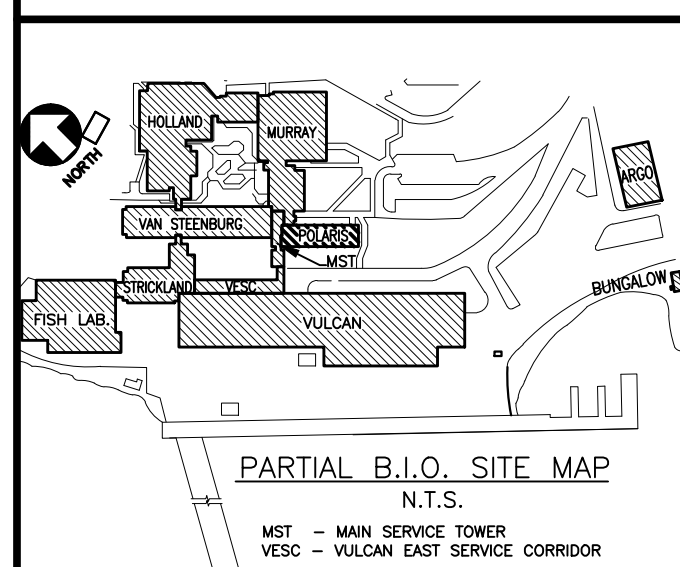 HOLLAND
MURRAY
NORTH
ARGO
VAN STEENBURG
POLARIS
MST
BUNGALOW
STRICKLAND
VESC
FISH LAB.
VULCAN
PARTIAL B.I.O. SITE MAP
N.T.S.
MST – MAIN SERVICE TOWER
VESC – VULCAN EAST SERVICE CORRIDOR